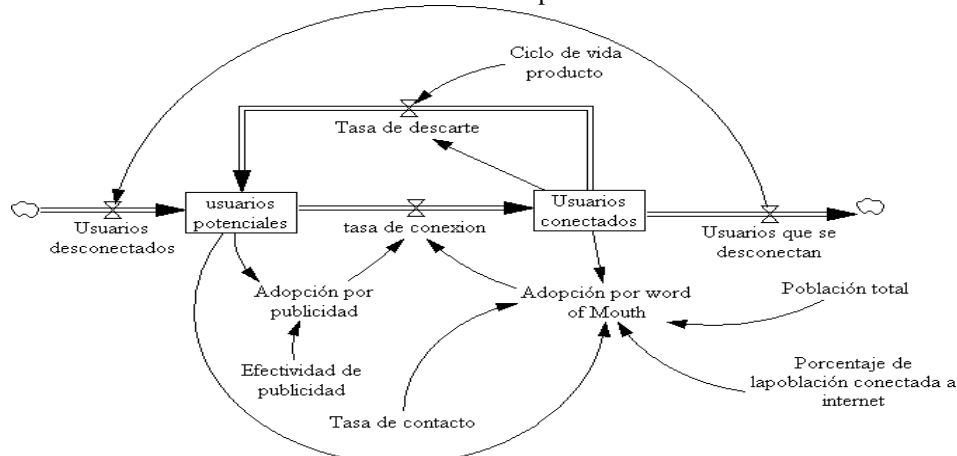 Ciclo de vida
producto
Tasa de descarte
usuarios
potenciales
Usuarios
conectados
Usuarios
desconectados
tasa de conexion
Usuarios que se
desconectan
Adopción por
publicidad
Adopción por word
of Mouth
Población total
Efectividad de
publicidad
Porcentaje de
lapoblación conectada a
internet
Tasa de contacto